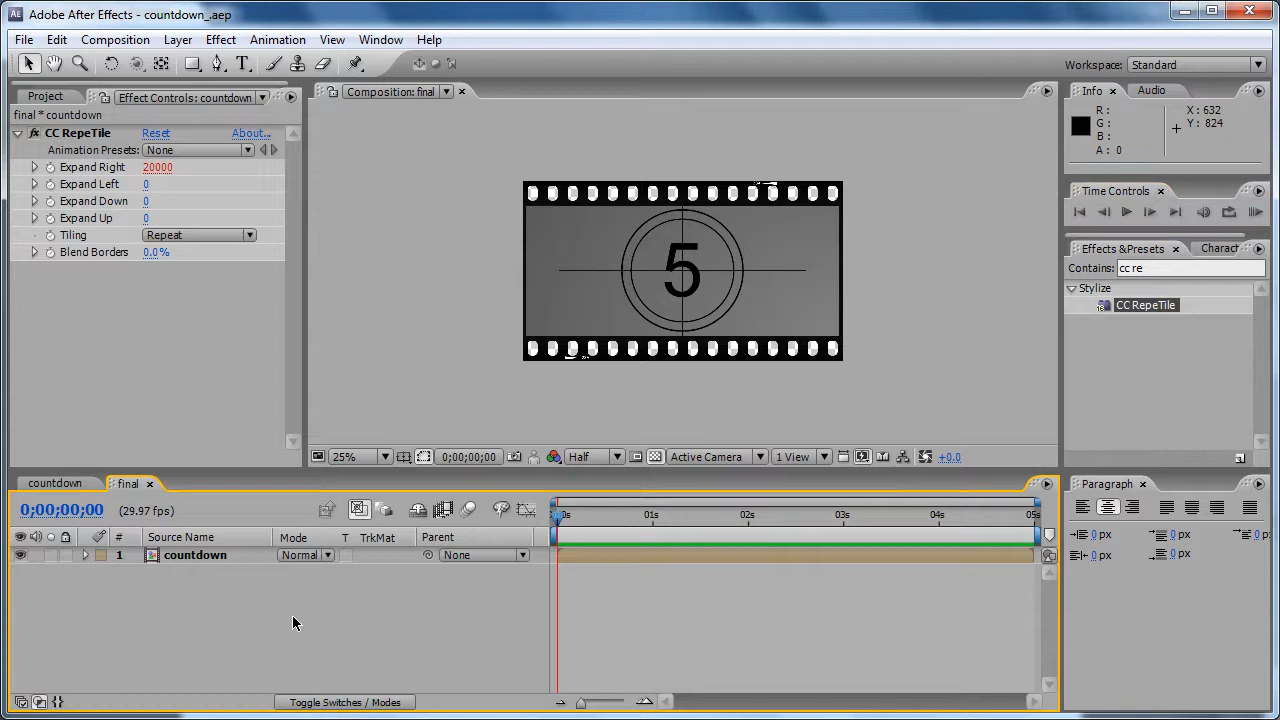 Adobe After Effects - countdown_.aep
File Edit Composition Layer Effect Animation View Window Help
Workspace: Standard
Project Effect Controls: countdown
final * countdown
CC RepeTile Reset About...
Animation Presets: None
Expand Right 20000
Expand Left 0
Expand Down 0
Expand Up 0
Tiling Repeat
Blend Borders 0.0%
Composition: final
5
25% 0;00;00;00 Half Active Camera 1 View +0.0
Info Audio
R: X: 632
G: Y: 824
B:
A: 0
Time Controls
Effects & Presets Charact
Contains: cc re
Stylize
CC RepeTile
countdown final
0;00;00;00 (29.97 fps)
0s 01s 02s 03s 04s 05s
# Source Name Mode T TrkMat Parent
1 countdown Normal None
Toggle Switches / Modes
Paragraph
0 px 0 px 0 px
0 px 0 px